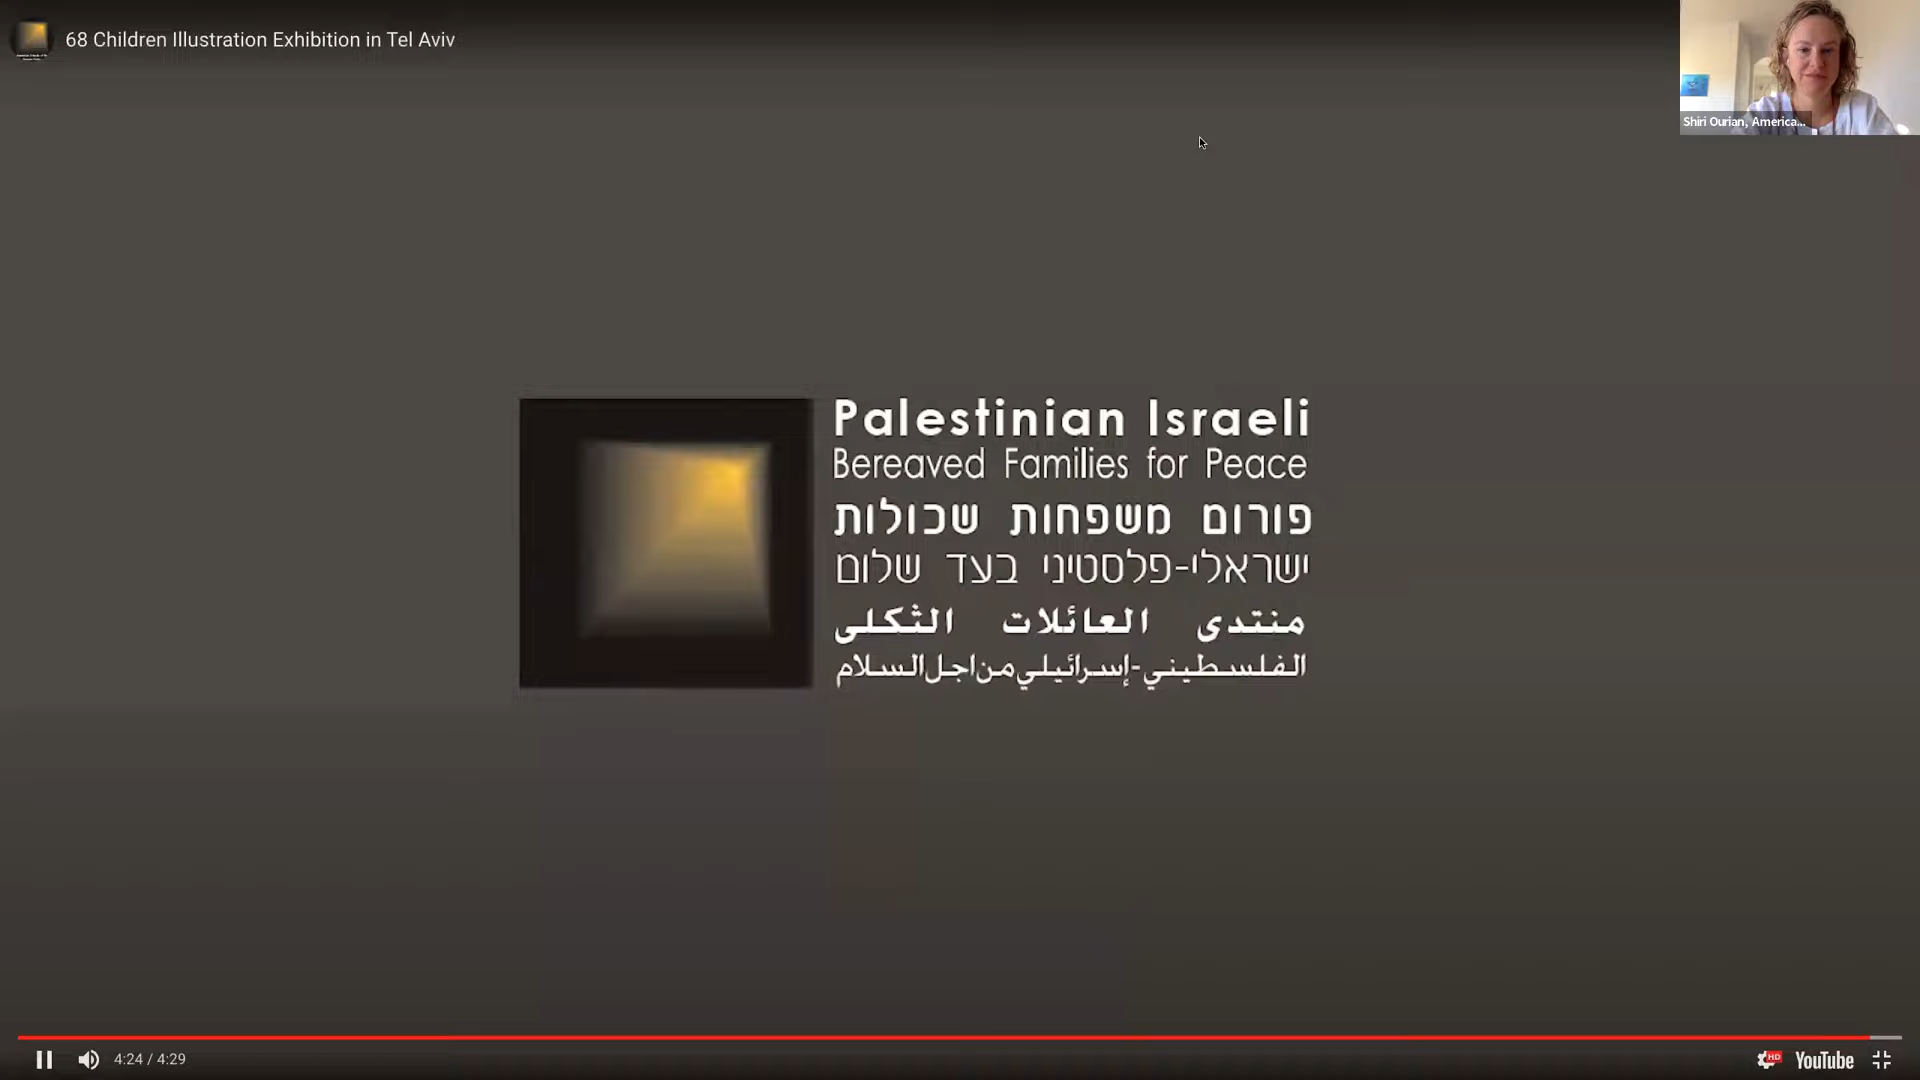 68 Children Illustration Exhibition in Tel Aviv
Shiri Ourian, America...
Palestinian Israeli
Bereaved Families for Peace
פורום משפחות שכולות
ישראלי-פלסטיני בעד שלום
منتدى العائلات الثكلى
الفلسطيني-إسرائيلي من اجل السلام
4:24 / 4:29
HD
YouTube